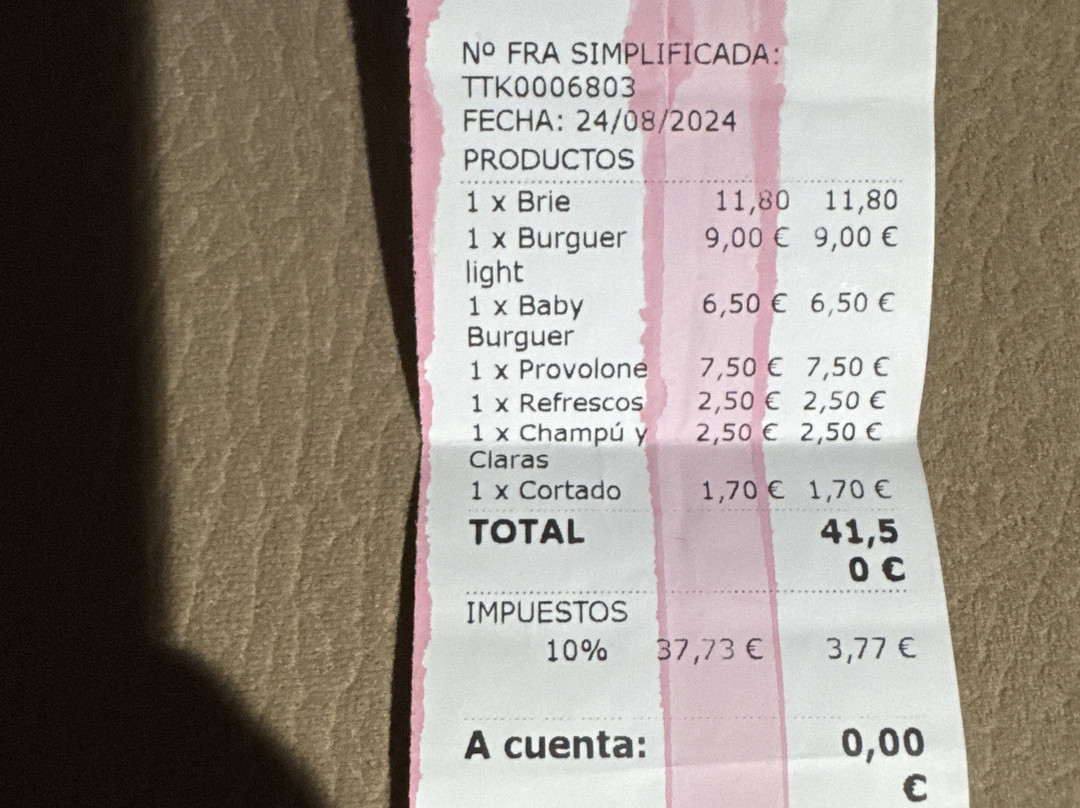 Nº FRA SIMPLIFICADA:
TTK0006803
FECHA: 24/08/2024
PRODUCTOS
1 x Brie 11,80 11,80
1 x Burguer 9,00 € 9,00 €
light
1 x Baby 6,50 € 6,50 €
Burguer
1 x Provolone 7,50 € 7,50 €
1 x Refrescos 2,50 € 2,50 €
1 x Champú y 2,50 € 2,50 €
Claras
1 x Cortado 1,70 € 1,70 €
TOTAL 41,5
0 €
IMPUESTOS
10% 37,73 € 3,77 €
A cuenta: 0,00
€